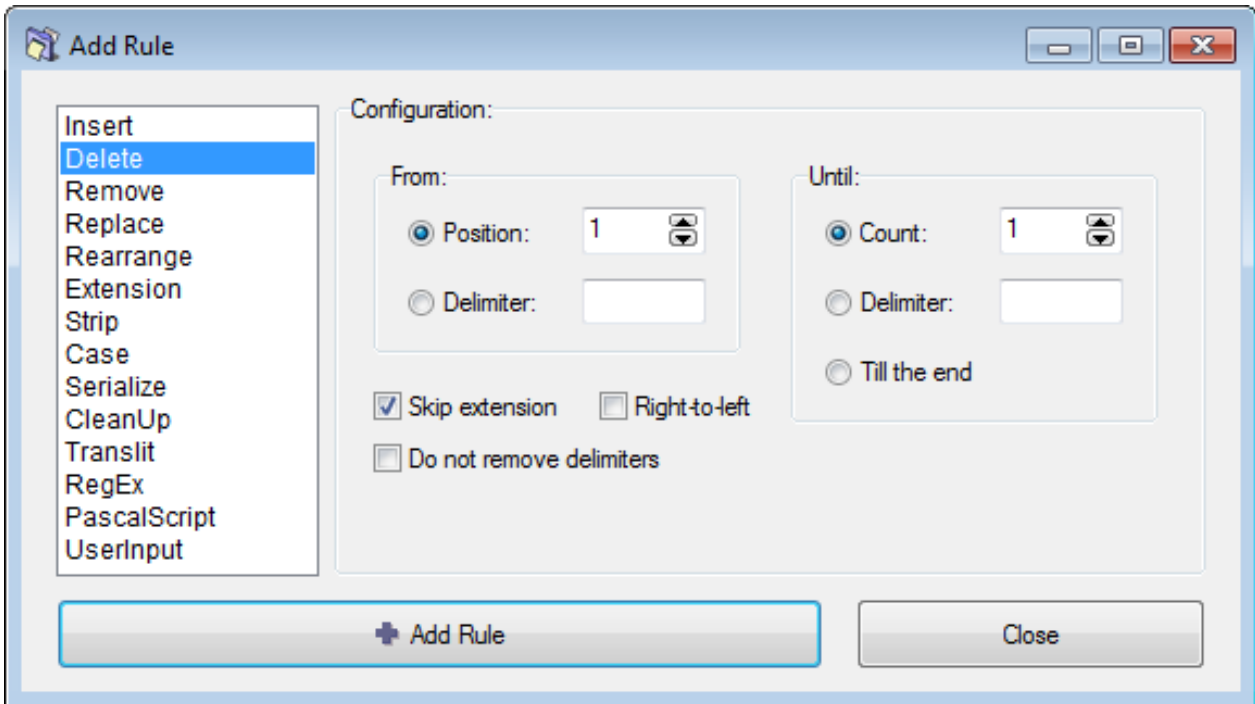 Add Rule
Insert
Delete
Remove
Replace
Rearrange
Extension
Strip
Case
Serialize
CleanUp
Translit
RegEx
PascalScript
UserInput
Configuration:
From:
Position: 1
Delimiter:
Until:
Count: 1
Delimiter:
Till the end
Skip extension Right-to-left
Do not remove delimiters
Add Rule
Close